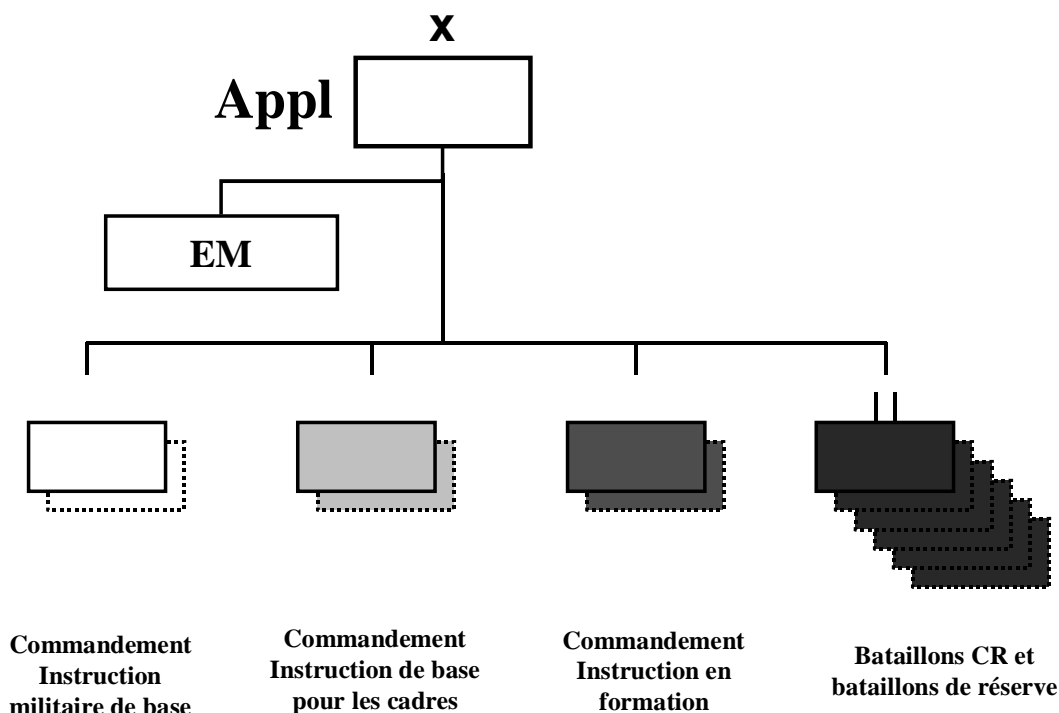 X
Appl
EM
Commandement
Instruction
militaire de base
Commandement
Instruction de base
pour les cadres
Commandement
Instruction en
formation
Bataillons CR et
bataillons de réserve